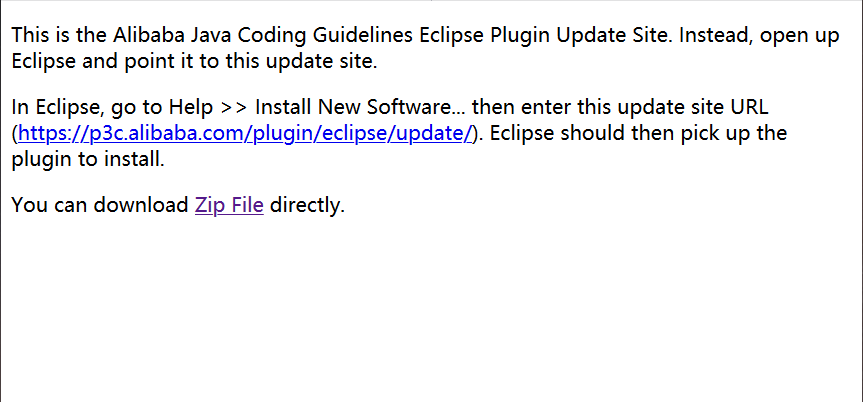 This is the Alibaba Java Coding Guidelines Eclipse Plugin Update Site. Instead, open up
Eclipse and point it to this update site.
In Eclipse, go to Help >> Install New Software... then enter this update site URL
(https://p3c.alibaba.com/plugin/eclipse/update/). Eclipse should then pick up the
plugin to install.
You can download Zip File directly.